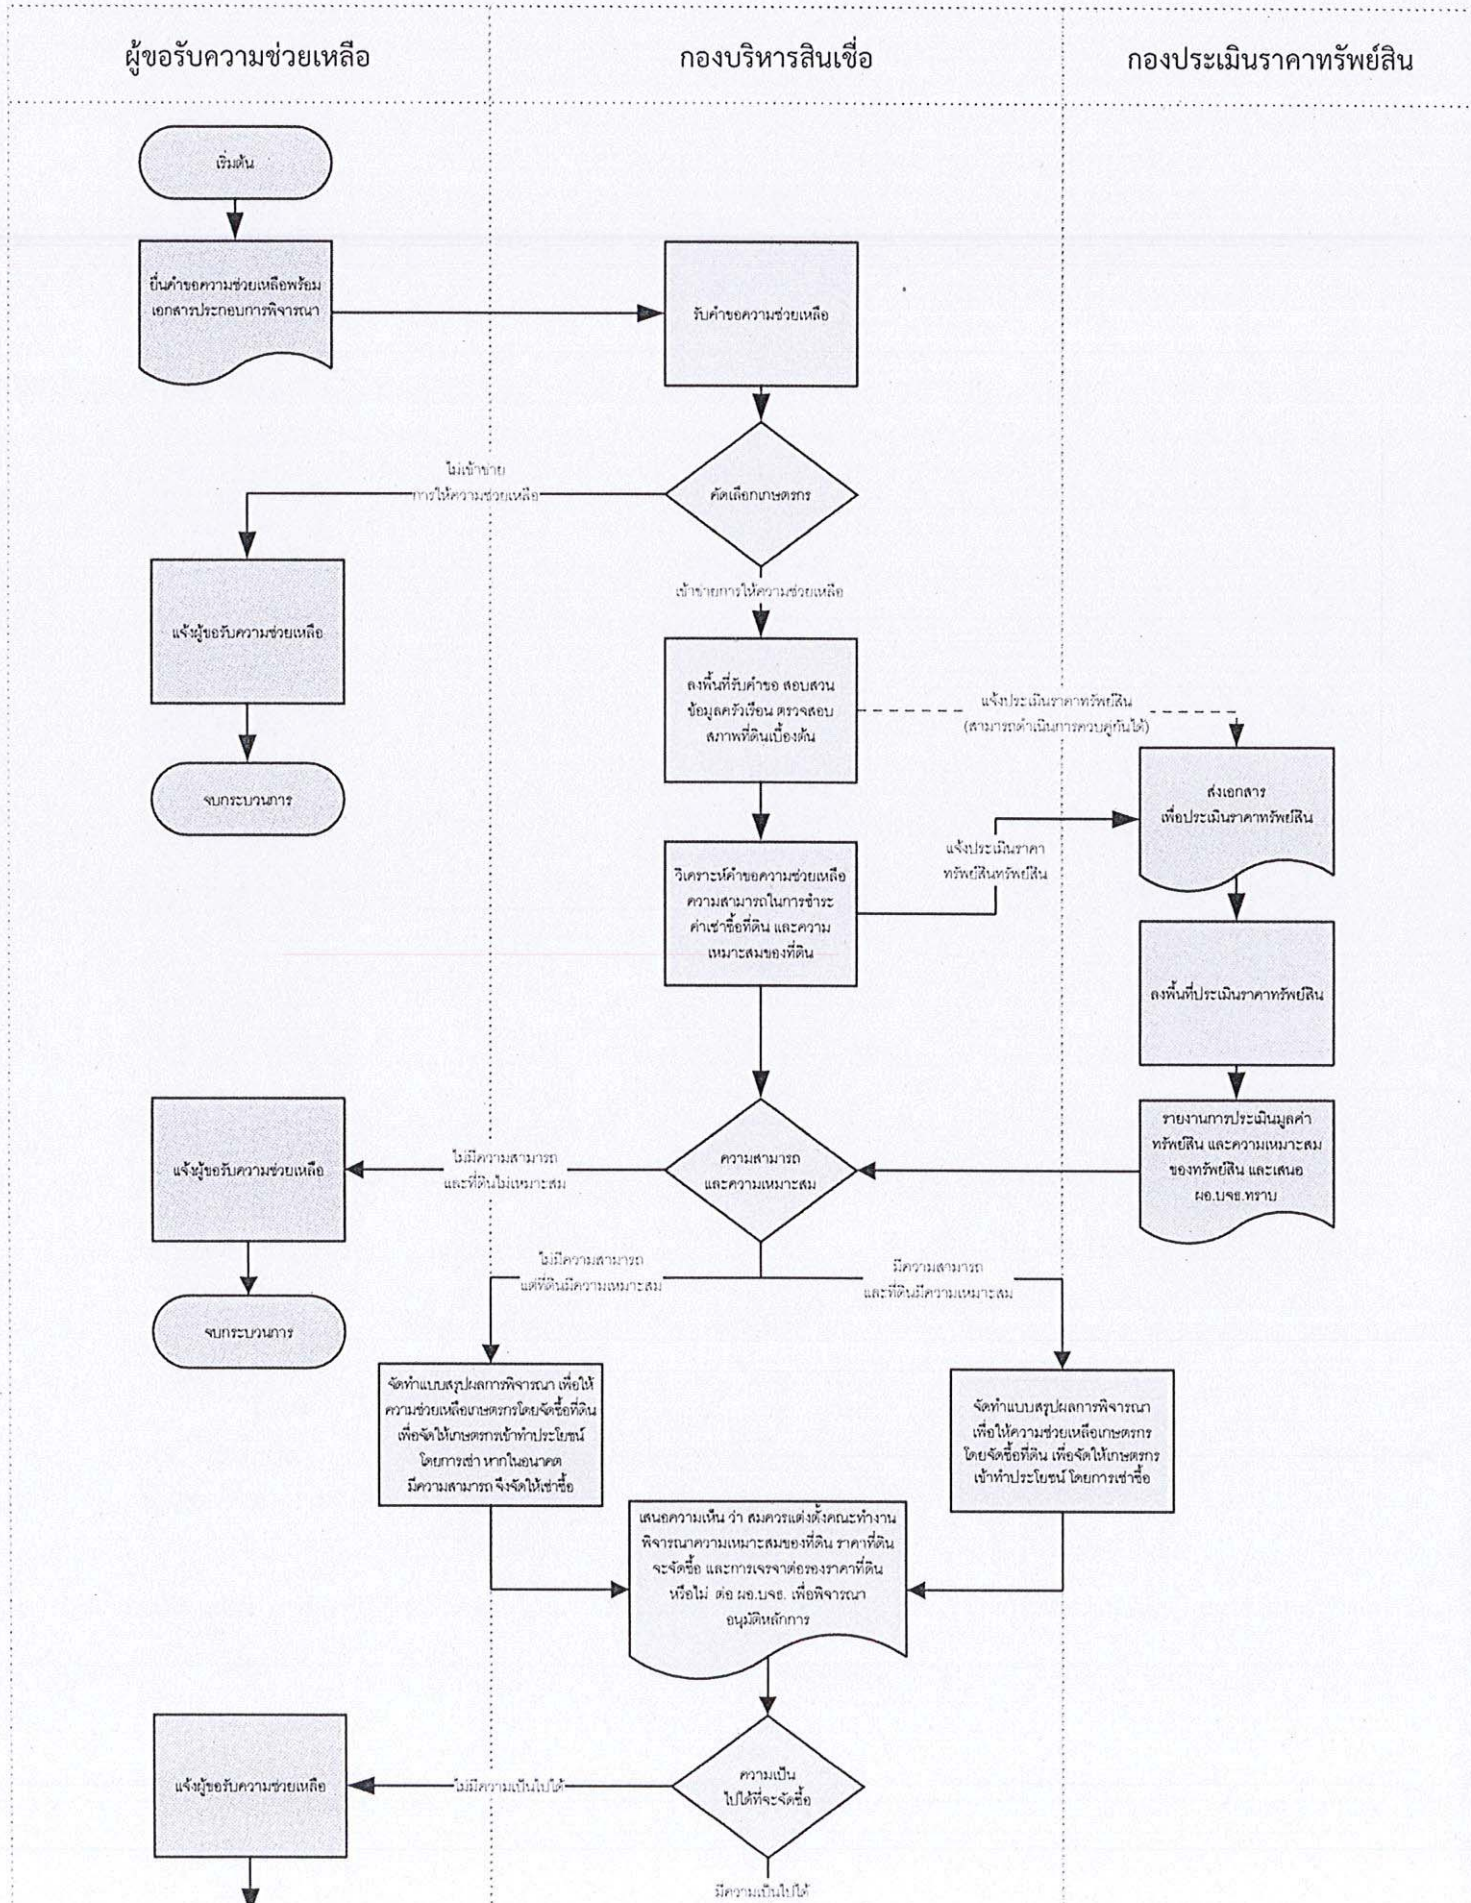 ผู้ขอรับความช่วยเหลือ
กองบริหารสินเชื่อ
กองประเมินราคาทรัพย์สิน
เริ่มต้น
ยื่นคำขอความช่วยเหลือพร้อม
เอกสารประกอบการพิจารณา
รับคำขอความช่วยเหลือ
ไม่เข้าข่าย
การให้ความช่วยเหลือ
คัดเลือกเกษตรกร
เข้าข่ายการให้ความช่วยเหลือ
แจ้งผู้ขอรับความช่วยเหลือ
จบกระบวนการ
ลงพื้นที่รับคำขอ สอบสวน
ข้อมูลครัวเรือน ตรวจสอบ
สภาพที่ดินเบื้องต้น
แจ้งประเมินราคาทรัพย์สิน
(สามารถดำเนินการควบคู่กันได้)
ส่งเอกสาร
เพื่อประเมินราคาทรัพย์สิน
วิเคราะห์คำขอความช่วยเหลือ
ความสามารถในการชำระ
ค่าเช่าซื้อที่ดิน และความ
เหมาะสมของที่ดิน
แจ้งประเมินราคา
ทรัพย์สินทรัพย์สิน
ลงพื้นที่ประเมินราคาทรัพย์สิน
รายงานการประเมินมูลค่า
ทรัพย์สิน และความเหมาะสม
ของทรัพย์สิน และเสนอ
ผอ.บจธ.ทราบ
ความสามารถ
และความเหมาะสม
ไม่มีความสามารถ
และที่ดินไม่เหมาะสม
แจ้งผู้ขอรับความช่วยเหลือ
จบกระบวนการ
ไม่มีความสามารถ
แต่ที่ดินมีความเหมาะสม
มีความสามารถ
และที่ดินมีความเหมาะสม
จัดทำแบบสรุปผลการพิจารณา เพื่อให้
ความช่วยเหลือเกษตรกรโดยจัดซื้อที่ดิน
เพื่อจัดให้เกษตรกรเข้าทำประโยชน์
โดยการเช่า หากในอนาคต
มีความสามารถ จึงจัดให้เช่าซื้อ
จัดทำแบบสรุปผลการพิจารณา
เพื่อให้ความช่วยเหลือเกษตรกร
โดยจัดซื้อที่ดิน เพื่อจัดให้เกษตรกร
เข้าทำประโยชน์ โดยการเช่าซื้อ
เสนอความเห็น ว่า สมควรแต่งตั้งคณะทำงาน
พิจารณาความเหมาะสมของที่ดิน ราคาที่ดิน
จะจัดซื้อ และการเจรจาต่อรองราคาที่ดิน
หรือไม่ ต่อ ผอ.บจธ. เพื่อพิจารณา
อนุมัติหลักการ
แจ้งผู้ขอรับความช่วยเหลือ
ไม่มีความเป็นไปได้
ความเป็น
ไปได้ที่จะจัดซื้อ
มีความเป็นไปได้